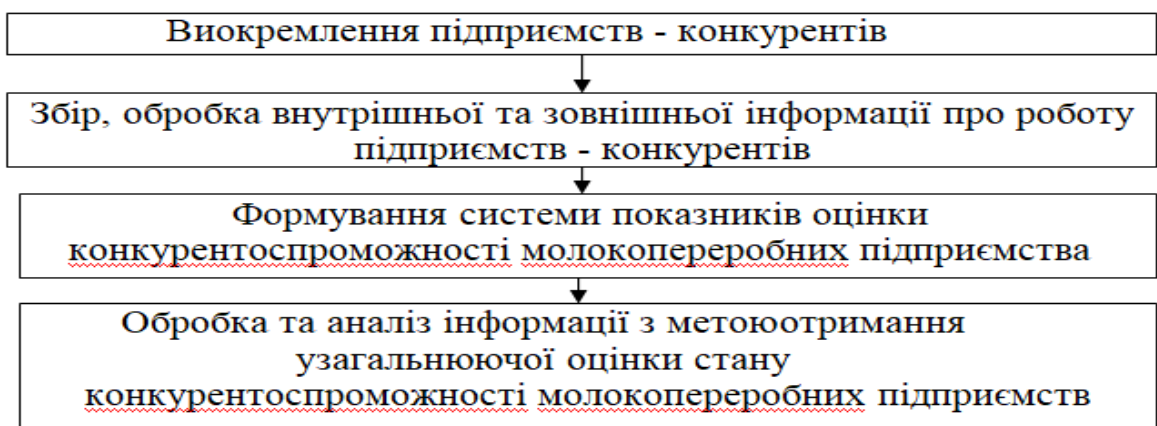 Виокремлення підприємств - конкурентів
Збір, обробка внутрішньої та зовнішньої інформації про роботу
підприємств - конкурентів
Формування системи показників оцінки
конкурентоспроможності молокопереробних підприємства
Обробка та аналіз інформації з метоюотримання
узагальнюючої оцінки стану
конкурентоспроможності молокопереробних підприємств